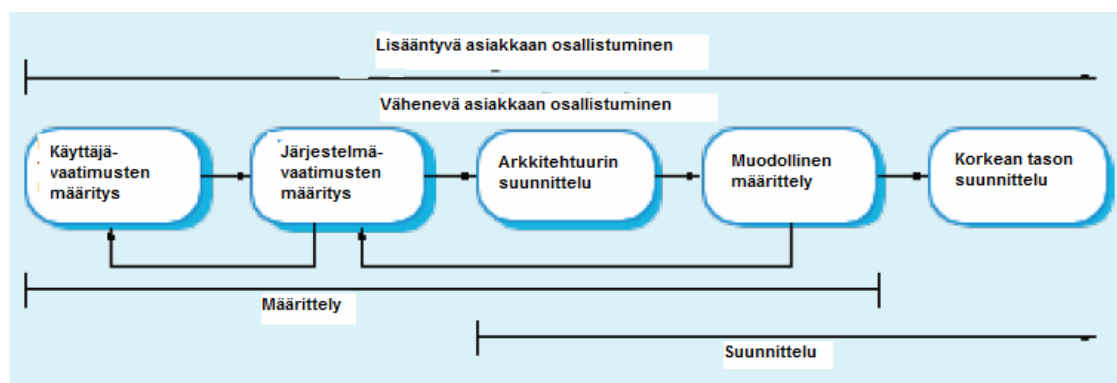 Lisääntyvä asiakkaan osallistuminen
Vähenevä asiakkaan osallistuminen
Käyttäjä-
vaatimusten
määritys
Järjestelmä-
vaatimusten
määritys
Arkkitehtuurin
suunnittelu
Muodollinen
määrittely
Korkean tason
suunnittelu
Määrittely
Suunnittelu